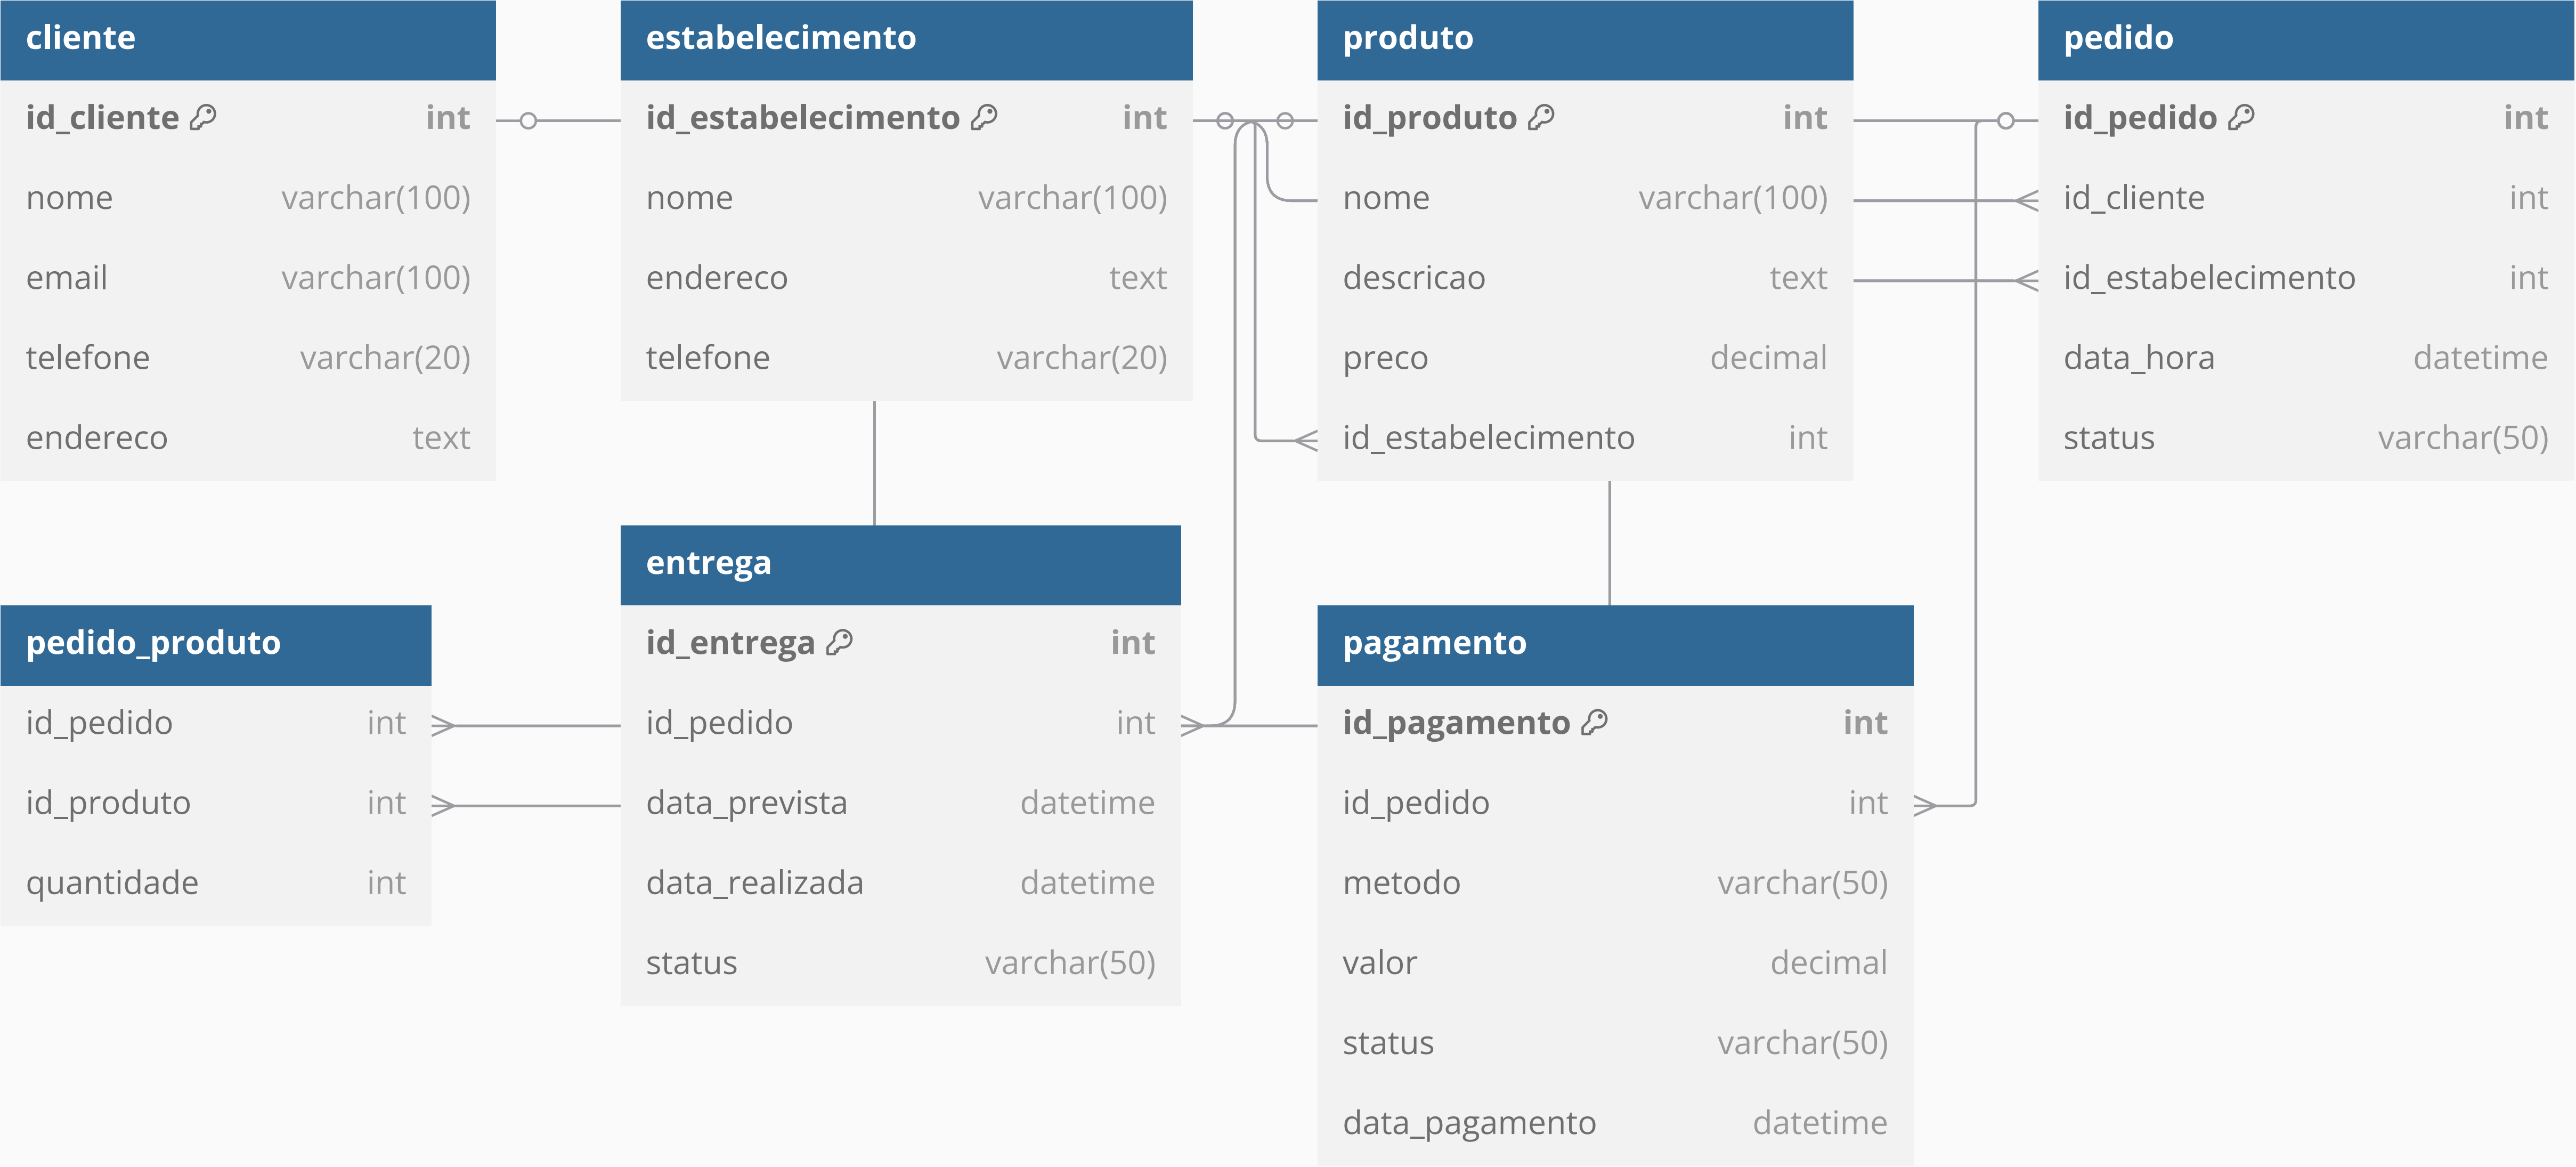 cliente
id_cliente int
nome varchar(100)
email varchar(100)
telefone varchar(20)
endereco text
estabelecimento
id_estabelecimento int
nome varchar(100)
endereco text
telefone varchar(20)
produto
id_produto int
nome varchar(100)
descricao text
preco decimal
id_estabelecimento int
pedido
id_pedido int
id_cliente int
id_estabelecimento int
data_hora datetime
status varchar(50)
pedido_produto
id_pedido int
id_produto int
quantidade int
entrega
id_entrega int
id_pedido int
data_prevista datetime
data_realizada datetime
status varchar(50)
pagamento
id_pagamento int
id_pedido int
metodo varchar(50)
valor decimal
status varchar(50)
data_pagamento datetime